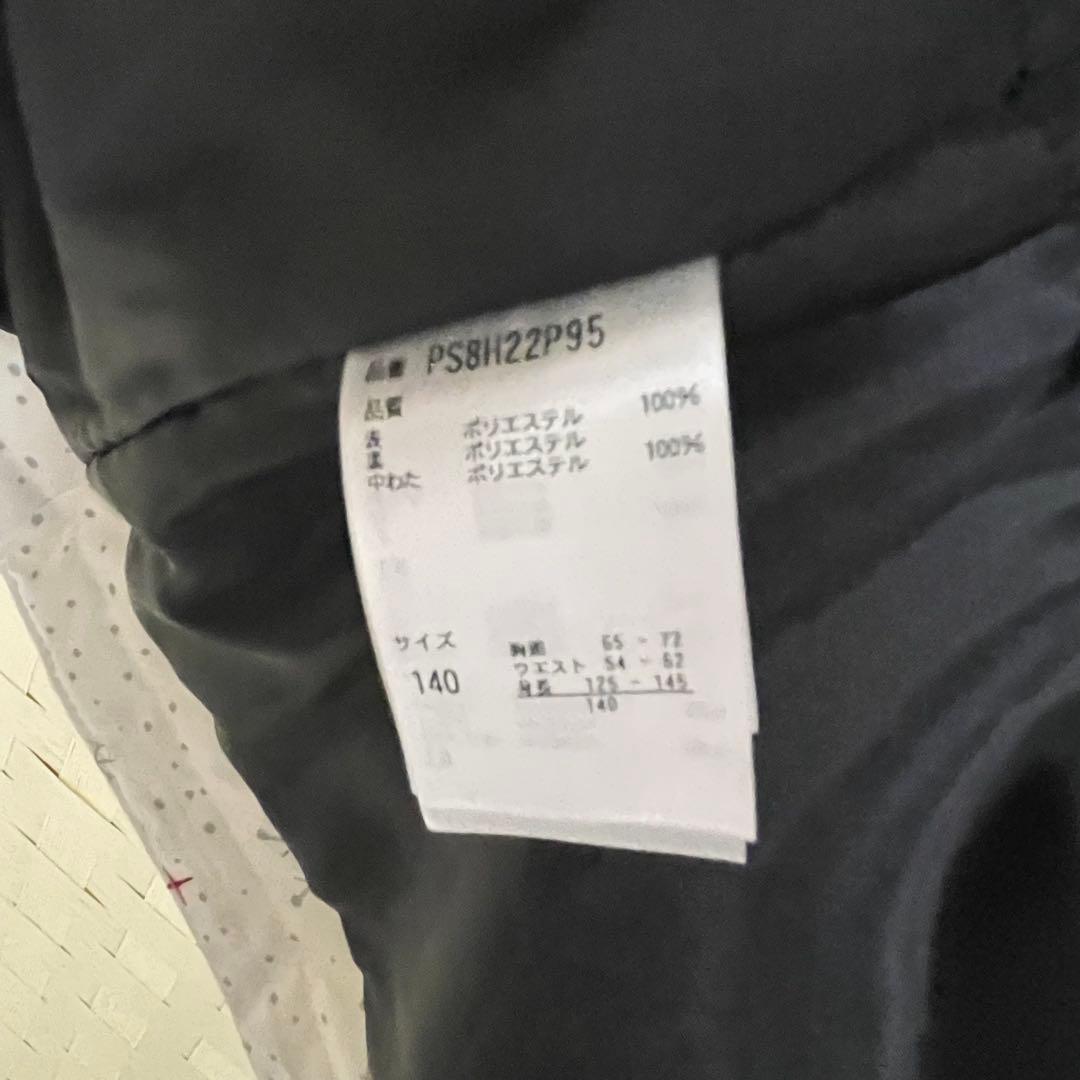 品番 PS8H22P95
品質
表 ポリエステル 100%
裏 ポリエステル 100%
中わた ポリエステル
サイズ
140
胸囲 65 - 72
ウエスト 54 - 62
身長 125 - 145
140